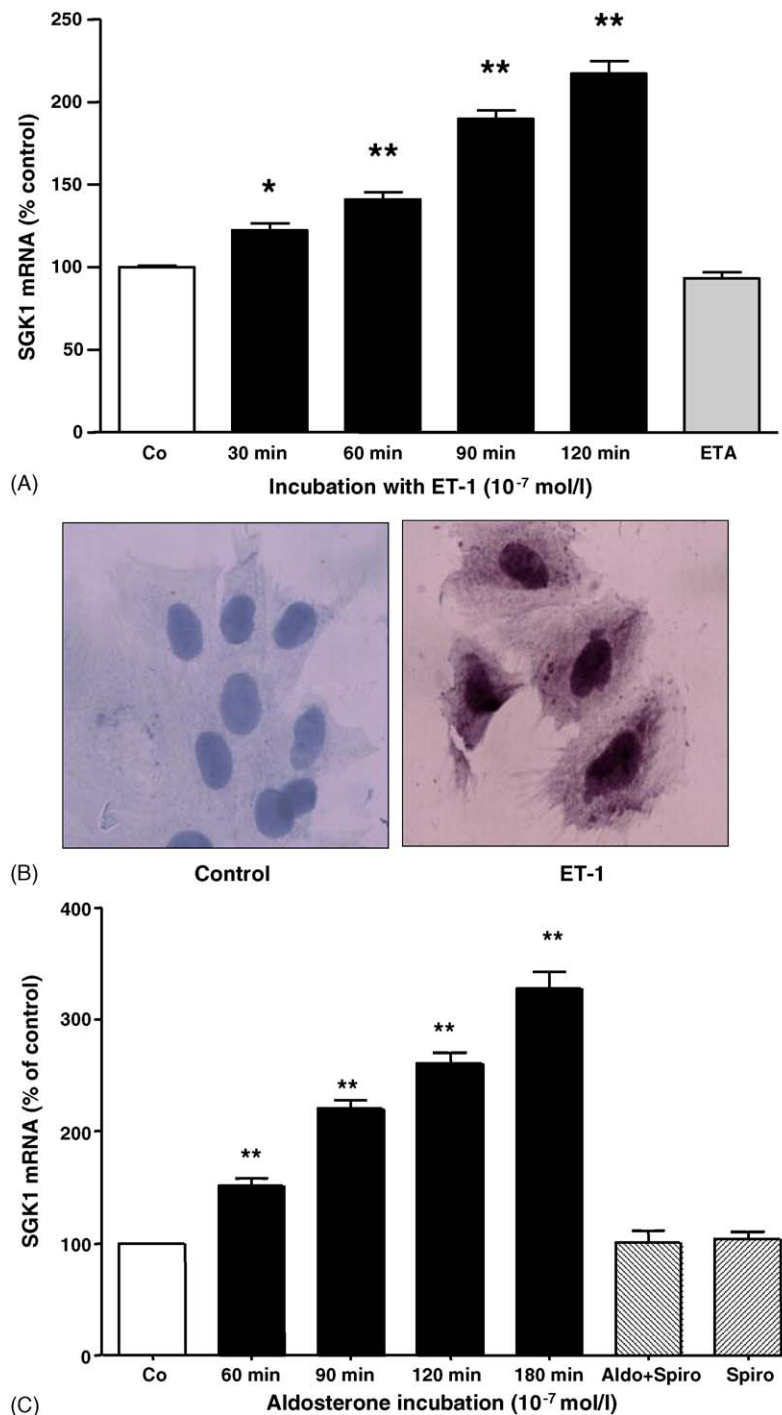 250
200
150
100
50
0
SGK1 mRNA (% control)
*
**
**
**
Co 30 min 60 min 90 min 120 min ETA
(A) Incubation with ET-1 (10⁻⁷ mol/l)
(B) Control ET-1
400
300
200
100
0
SGK1 mRNA (% of control)
**
**
**
**
Co 60 min 90 min 120 min 180 min Aldo+Spiro Spiro
(C) Aldosterone incubation (10⁻⁷ mol/l)